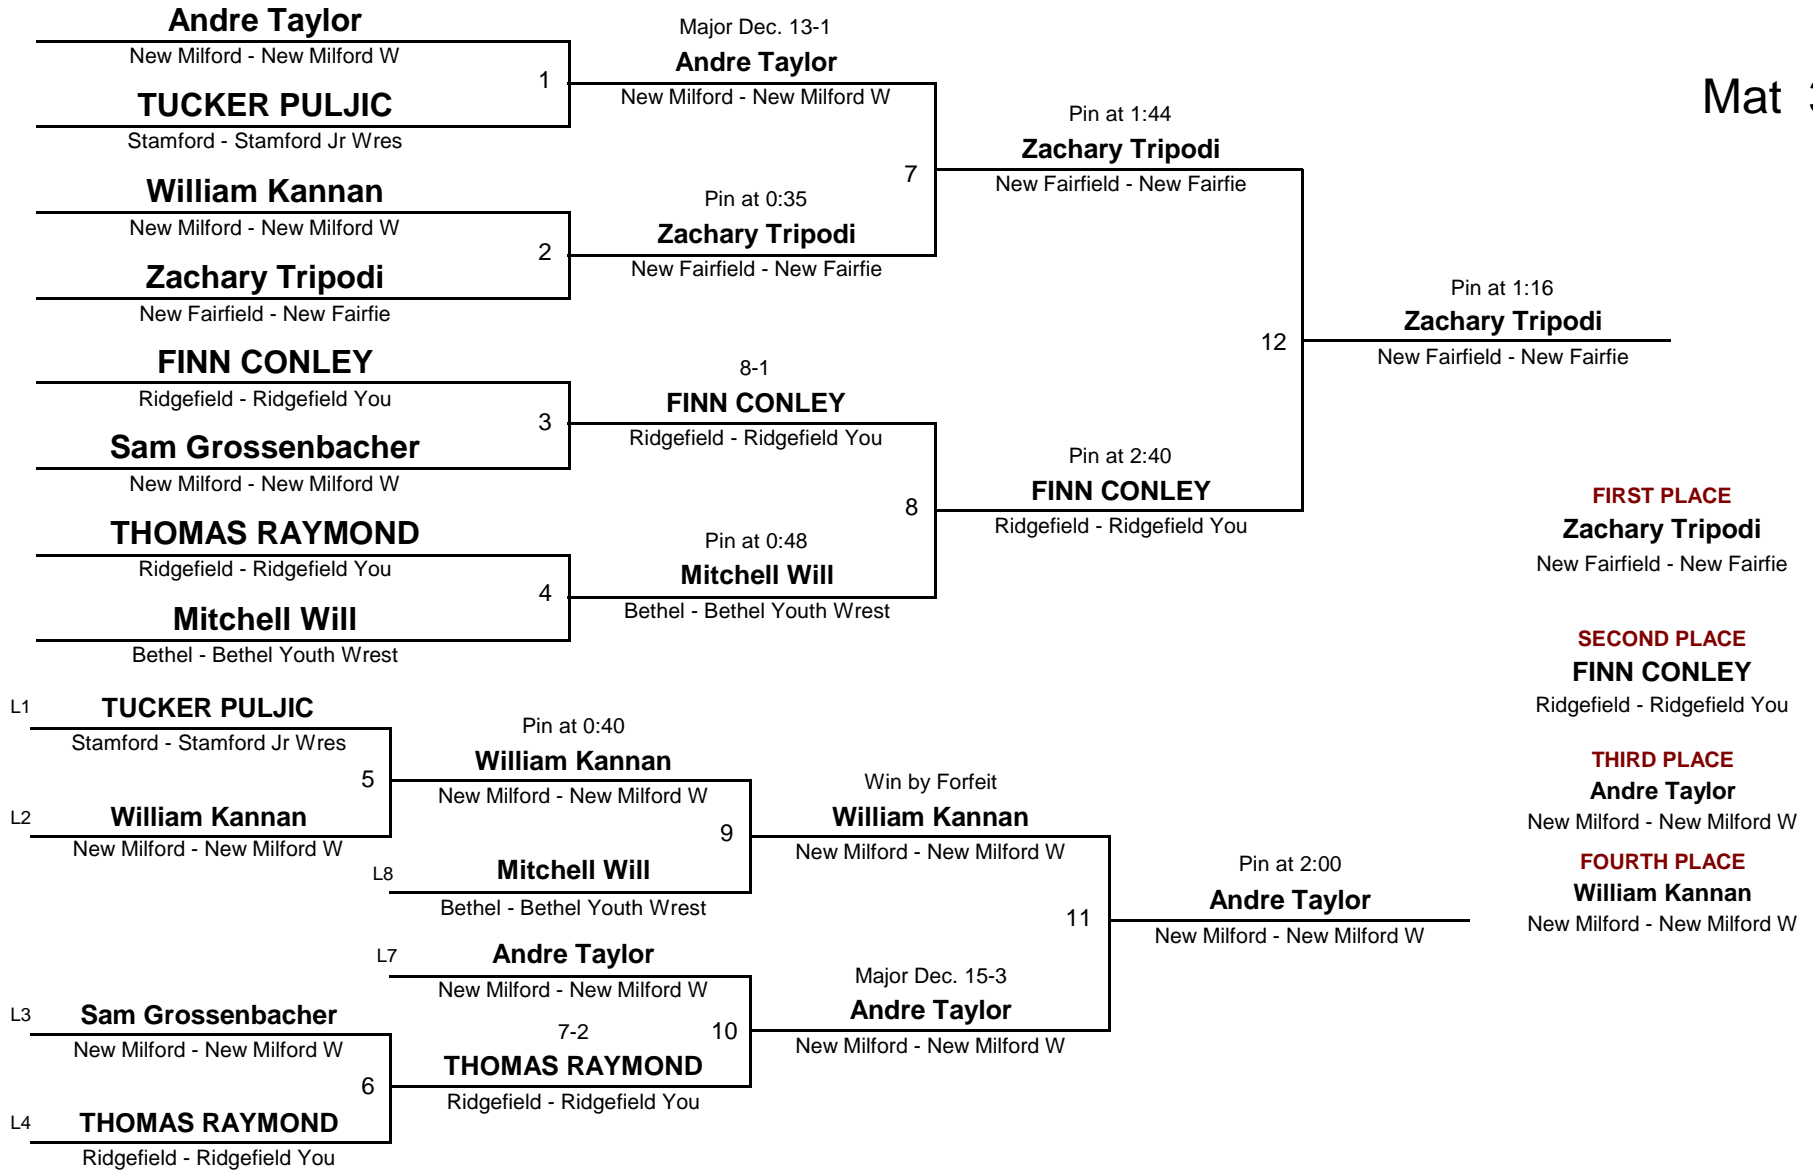 Andre Taylor
New Milford - New Milford W
1
TUCKER PULJIC
Stamford - Stamford Jr Wres
William Kannan
New Milford - New Milford W
2
Zachary Tripodi
New Fairfield - New Fairfie
FINN CONLEY
Ridgefield - Ridgefield You
3
Sam Grossenbacher
New Milford - New Milford W
THOMAS RAYMOND
Ridgefield - Ridgefield You
4
Mitchell Will
Bethel - Bethel Youth Wrest
Major Dec. 13-1
Andre Taylor
New Milford - New Milford W
7
Pin at 0:35
Zachary Tripodi
New Fairfield - New Fairfie
8-1
FINN CONLEY
Ridgefield - Ridgefield You
8
Pin at 0:48
Mitchell Will
Bethel - Bethel Youth Wrest
Pin at 1:44
Zachary Tripodi
New Fairfield - New Fairfie
12
Pin at 2:40
FINN CONLEY
Ridgefield - Ridgefield You
Mat 3
Pin at 1:16
Zachary Tripodi
New Fairfield - New Fairfie
FIRST PLACE
Zachary Tripodi
New Fairfield - New Fairfie
SECOND PLACE
FINN CONLEY
Ridgefield - Ridgefield You
THIRD PLACE
Andre Taylor
New Milford - New Milford W
FOURTH PLACE
William Kannan
New Milford - New Milford W
L1 TUCKER PULJIC
Stamford - Stamford Jr Wres
5
L2 William Kannan
New Milford - New Milford W
L3 Sam Grossenbacher
New Milford - New Milford W
6
L4 THOMAS RAYMOND
Ridgefield - Ridgefield You
Pin at 0:40
William Kannan
New Milford - New Milford W
9
L8 Mitchell Will
Bethel - Bethel Youth Wrest
L7 Andre Taylor
New Milford - New Milford W
7-2 10
THOMAS RAYMOND
Ridgefield - Ridgefield You
Win by Forfeit
William Kannan
New Milford - New Milford W
11
Major Dec. 15-3
Andre Taylor
New Milford - New Milford W
Pin at 2:00
Andre Taylor
New Milford - New Milford W